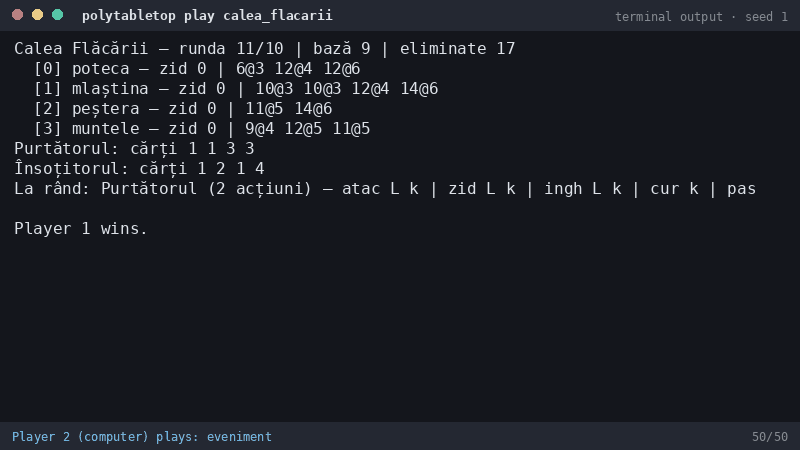 polytabletop play calea_flacarii
terminal output · seed 1
Calea Flăcării — runda 11/10 | bază 9 | eliminate 17
[0] poteca — zid 0 | 6@3 12@4 12@6
[1] mlaștina — zid 0 | 10@3 10@3 12@4 14@6
[2] peștera — zid 0 | 11@5 14@6
[3] muntele — zid 0 | 9@4 12@5 11@5
Purtătorul: cărți 1 1 3 3
Însoțitorul: cărți 1 2 1 4
La rând: Purtătorul (2 acțiuni) — atac L k | zid L k | ingh L k | cur k | pas
Player 1 wins.
Player 2 (computer) plays: eveniment
50/50